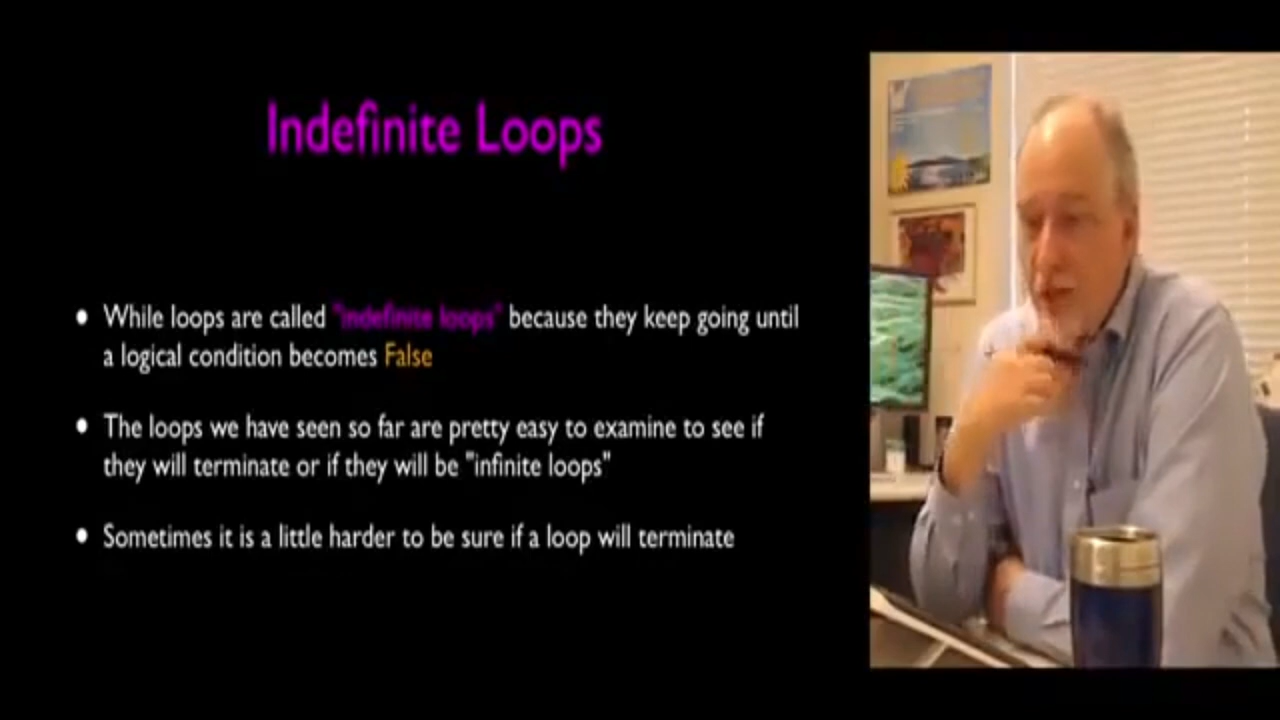 Indefinite Loops
• While loops are called "indefinite loops" because they keep going until
a logical condition becomes False
• The loops we have seen so far are pretty easy to examine to see if
they will terminate or if they will be "infinite loops"
• Sometimes it is a little harder to be sure if a loop will terminate